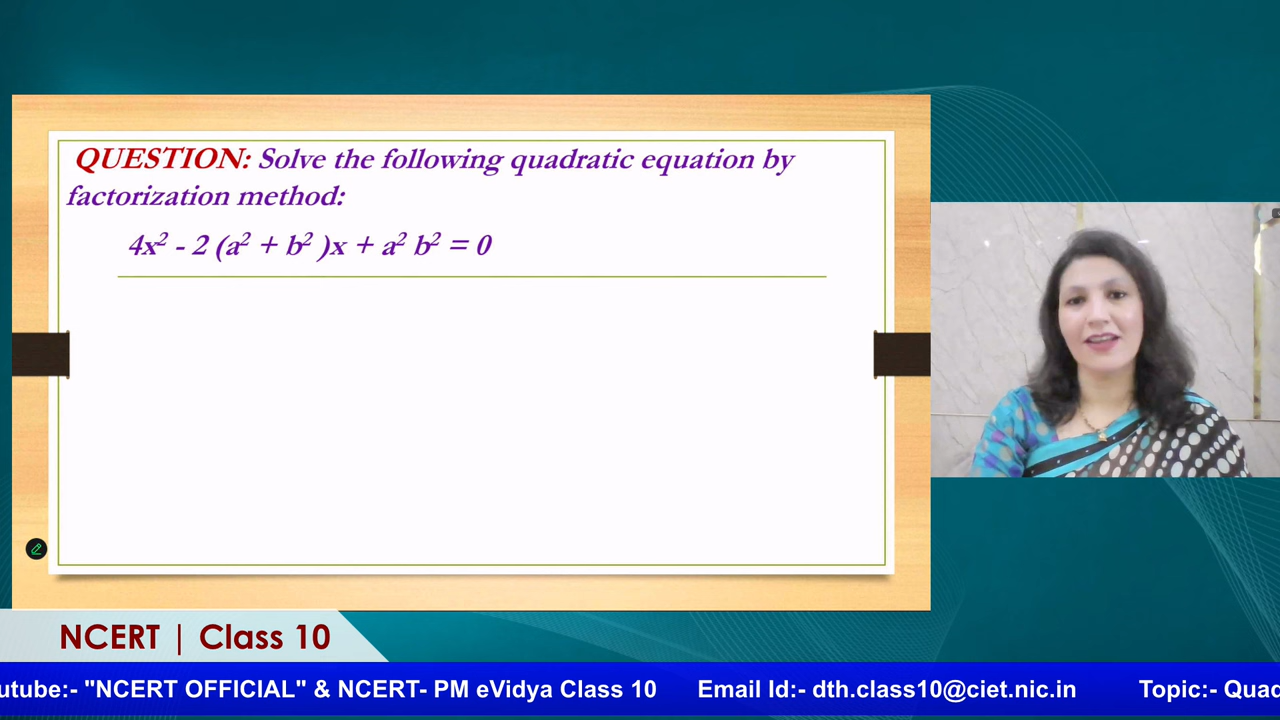 QUESTION: Solve the following quadratic equation by
factorization method:
4x² - 2 (a² + b² )x + a² b² = 0
NCERT | Class 10
utube:- "NCERT OFFICIAL" & NCERT- PM eVidya Class 10 Email Id:- dth.class10@ciet.nic.in Topic:- Quad